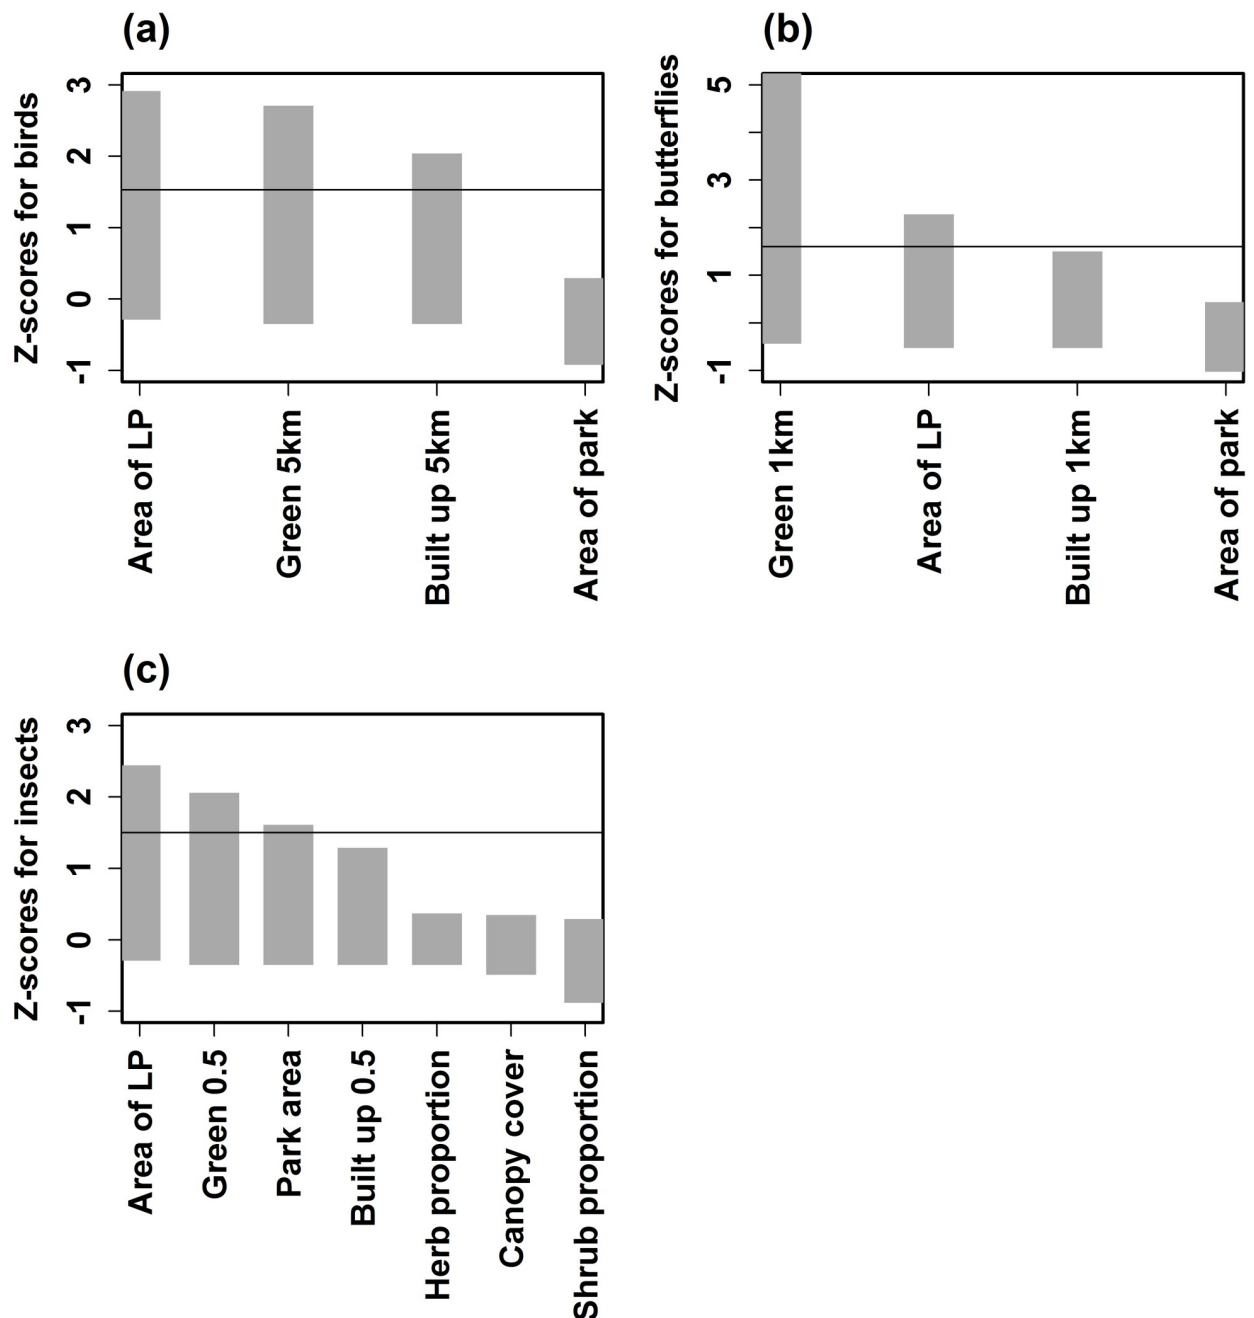 (a)
Z-scores for birds
3
2
1
0
-1
Area of LP
Green 5km
Built up 5km
Area of park
(b)
Z-scores for butterflies
5
3
1
-1
Green 1km
Area of LP
Built up 1km
Area of park
(c)
Z-scores for insects
3
2
1
0
-1
Area of LP
Green 0.5
Park area
Built up 0.5
Herb proportion
Canopy cover
Shrub proportion